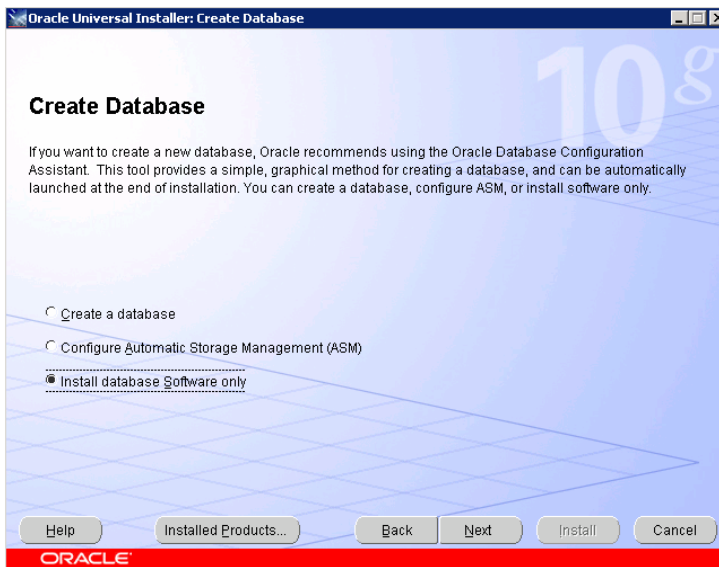 Oracle Universal Installer: Create Database
10g
Create Database
If you want to create a new database, Oracle recommends using the Oracle Database Configuration
Assistant. This tool provides a simple, graphical method for creating a database, and can be automatically
launched at the end of installation. You can create a database, configure ASM, or install software only.
Create a database
Configure Automatic Storage Management (ASM)
Install database Software only
Help Installed Products... Back Next Install Cancel
ORACLE